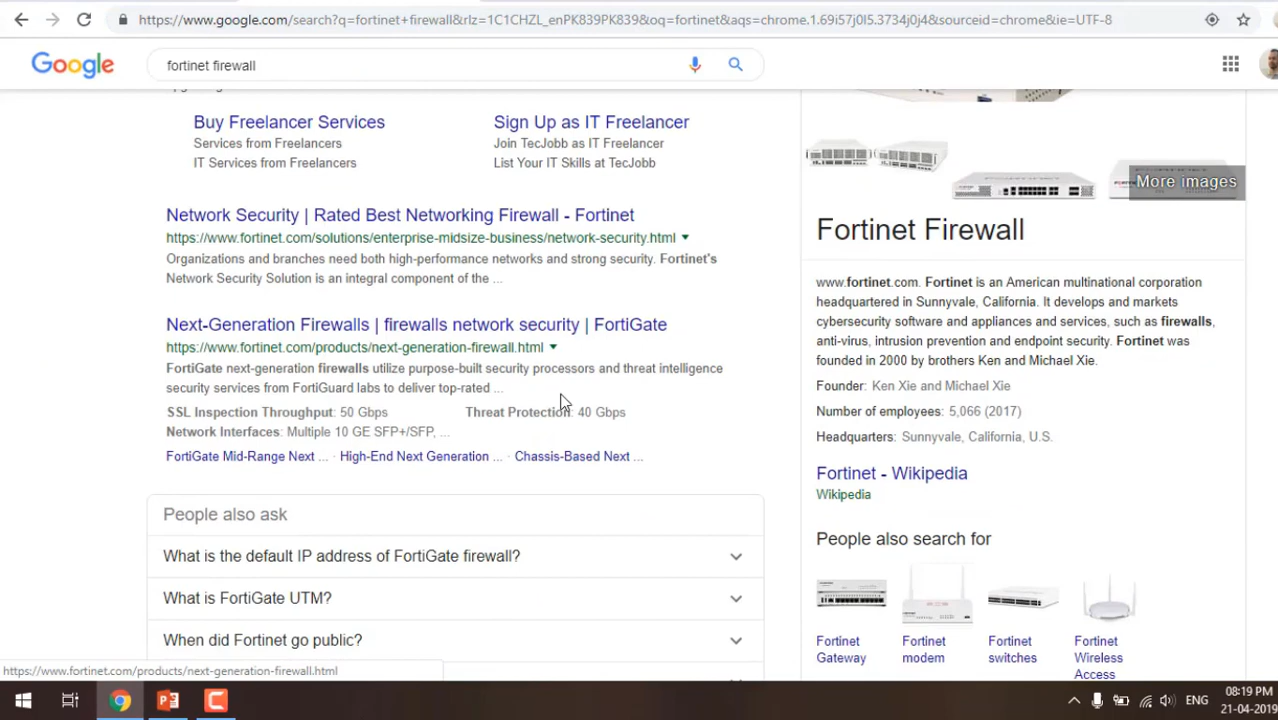 https://www.google.com/search?q=fortinet+firewall&rlz=1C1CHZL_enPK839PK839&oq=fortinet&aqs=chrome.1.69i57j0l5.3734j0j4&sourceid=chrome&ie=UTF-8
Google
fortinet firewall
Buy Freelancer Services
Services from Freelancers
IT Services from Freelancers
Sign Up as IT Freelancer
Join TecJobb as IT Freelancer
List Your IT Skills at TecJobb
Network Security | Rated Best Networking Firewall - Fortinet
https://www.fortinet.com/solutions/enterprise-midsize-business/network-security.html
Organizations and branches need both high-performance networks and strong security. Fortinet's
Network Security Solution is an integral component of the ...
Next-Generation Firewalls | firewalls network security | FortiGate
https://www.fortinet.com/products/next-generation-firewall.html
FortiGate next-generation firewalls utilize purpose-built security processors and threat intelligence
security services from FortiGuard labs to deliver top-rated ...
SSL Inspection Throughput: 50 Gbps Threat Protection: 40 Gbps
Network Interfaces: Multiple 10 GE SFP+/SFP, ...
FortiGate Mid-Range Next ... · High-End Next Generation ... · Chassis-Based Next ...
People also ask
What is the default IP address of FortiGate firewall?
What is FortiGate UTM?
When did Fortinet go public?
More images
Fortinet Firewall
www.fortinet.com. Fortinet is an American multinational corporation
headquartered in Sunnyvale, California. It develops and markets
cybersecurity software and appliances and services, such as firewalls,
anti-virus, intrusion prevention and endpoint security. Fortinet was
founded in 2000 by brothers Ken and Michael Xie.
Founder: Ken Xie and Michael Xie
Number of employees: 5,066 (2017)
Headquarters: Sunnyvale, California, U.S.
Fortinet - Wikipedia
Wikipedia
People also search for
Fortinet
Gateway
Fortinet
modem
Fortinet
switches
Fortinet
Wireless
Access
https://www.fortinet.com/products/next-generation-firewall.html
ENG
08:19 PM
21-04-2019